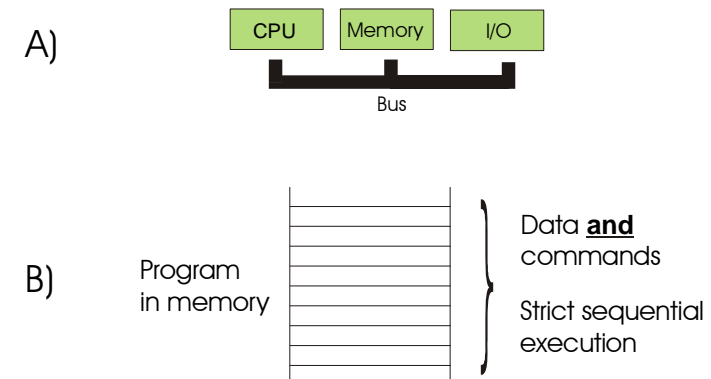 A)
CPU Memory I/O
Bus
B)
Program
in memory
Data and
commands
Strict sequential
execution